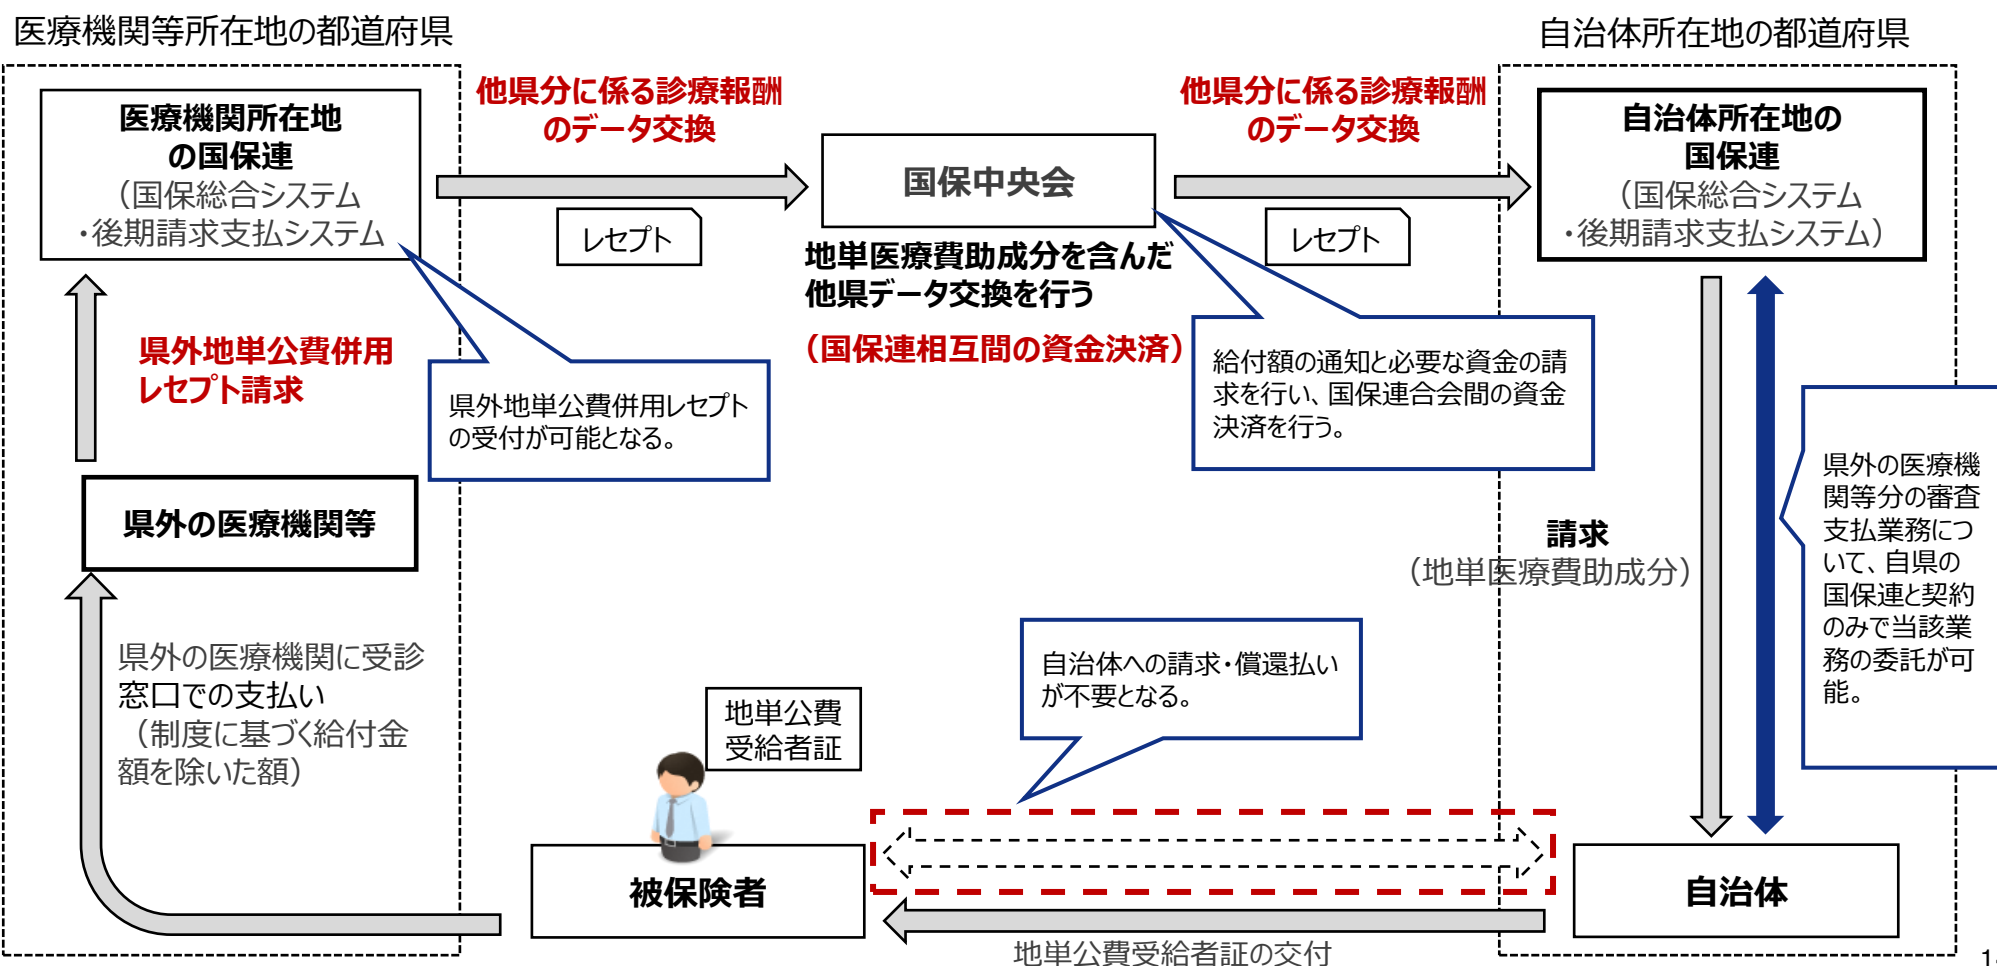 医療機関等所在地の都道府県
自治体所在地の都道府県
医療機関所在地
の国保連
（国保総合システム
・後期請求支払システム
他県分に係る診療報酬
のデータ交換
レセプト
国保中央会
地単医療費助成分を含んだ
他県データ交換を行う
（国保連相互間の資金決済）
他県分に係る診療報酬
のデータ交換
レセプト
自治体所在地の
国保連
（国保総合システム
・後期請求支払システム）
県外地単公費併用
レセプト請求
県外地単公費併用レセプト
の受付が可能となる。
給付額の通知と必要な資金の請
求を行い、国保連合会間の資金
決済を行う。
県外の医療機関等
請求
（地単医療費助成分）
県外の医療機
関等分の審査
支払業務につ
いて、自県の
国保連と契約
のみで当該業
務の委託が可
能。
県外の医療機関に受診
窓口での支払い
（制度に基づく給付金
額を除いた額）
地単公費
受給者証
自治体への請求・償還払い
が不要となる。
被保険者
自治体
地単公費受給者証の交付